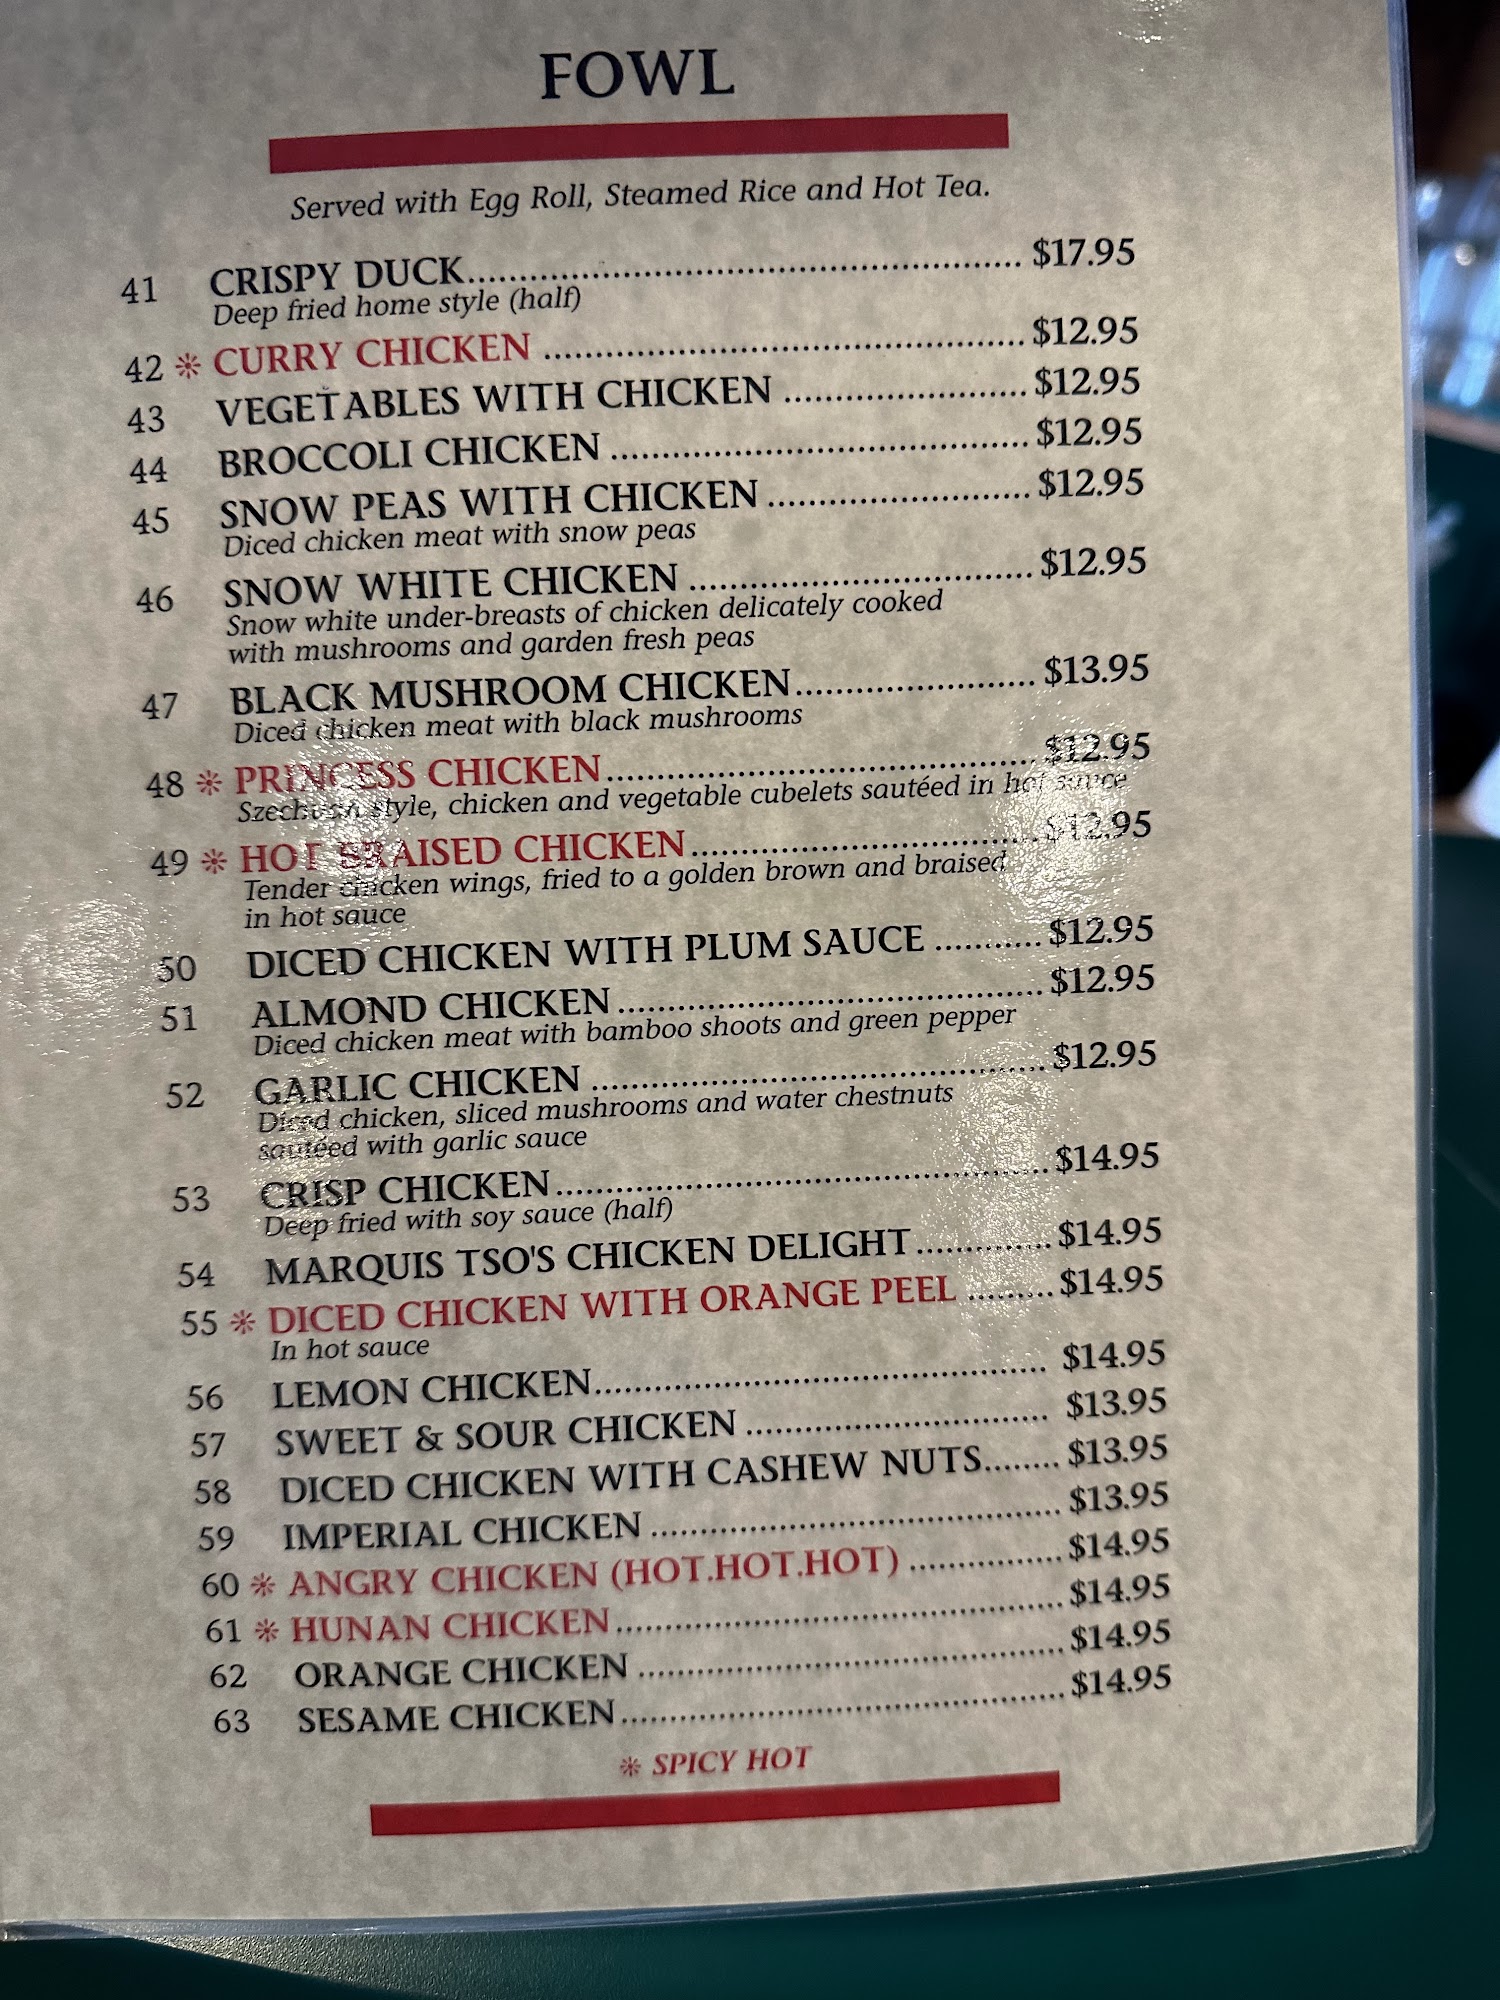 FOWL
Served with Egg Roll, Steamed Rice and Hot Tea.
41 CRISPY DUCK........................................................ $17.95
Deep fried home style (half)
42 ❊ CURRY CHICKEN ................................................ $12.95
43 VEGETABLES WITH CHICKEN ........................ $12.95
44 BROCCOLI CHICKEN ......................................... $12.95
45 SNOW PEAS WITH CHICKEN .......................... $12.95
Diced chicken meat with snow peas
46 SNOW WHITE CHICKEN .................................. $12.95
Snow white under-breasts of chicken delicately cooked
with mushrooms and garden fresh peas
47 BLACK MUSHROOM CHICKEN........................ $13.95
Diced chicken meat with black mushrooms
48 ❊ PRINCESS CHICKEN........................................... $12.95
Szechuan style, chicken and vegetable cubelets sautéed in hot sauce
49 ❊ HOT BRAISED CHICKEN................................... $12.95
Tender chicken wings, fried to a golden brown and braised
in hot sauce
50 DICED CHICKEN WITH PLUM SAUCE ........... $12.95
51 ALMOND CHICKEN........................................... $12.95
Diced chicken meat with bamboo shoots and green pepper
52 GARLIC CHICKEN .............................................. $12.95
Diced chicken, sliced mushrooms and water chestnuts
sautéed with garlic sauce
53 CRISP CHICKEN.................................................. $14.95
Deep fried with soy sauce (half)
54 MARQUIS TSO'S CHICKEN DELIGHT.............. $14.95
55 ❊ DICED CHICKEN WITH ORANGE PEEL ......... $14.95
In hot sauce
56 LEMON CHICKEN.............................................. $14.95
57 SWEET & SOUR CHICKEN ............................... $13.95
58 DICED CHICKEN WITH CASHEW NUTS........ $13.95
59 IMPERIAL CHICKEN ......................................... $13.95
60 ❊ ANGRY CHICKEN (HOT.HOT.HOT) ............... $14.95
61 ❊ HUNAN CHICKEN............................................. $14.95
62 ORANGE CHICKEN ........................................... $14.95
63 SESAME CHICKEN............................................. $14.95
❊ SPICY HOT